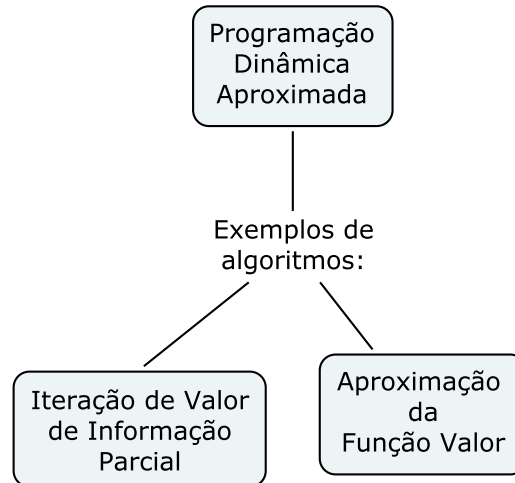 Programação
Dinâmica
Aproximada
Exemplos de
algoritmos:
Iteração de Valor
de Informação
Parcial
Aproximação
da
Função Valor